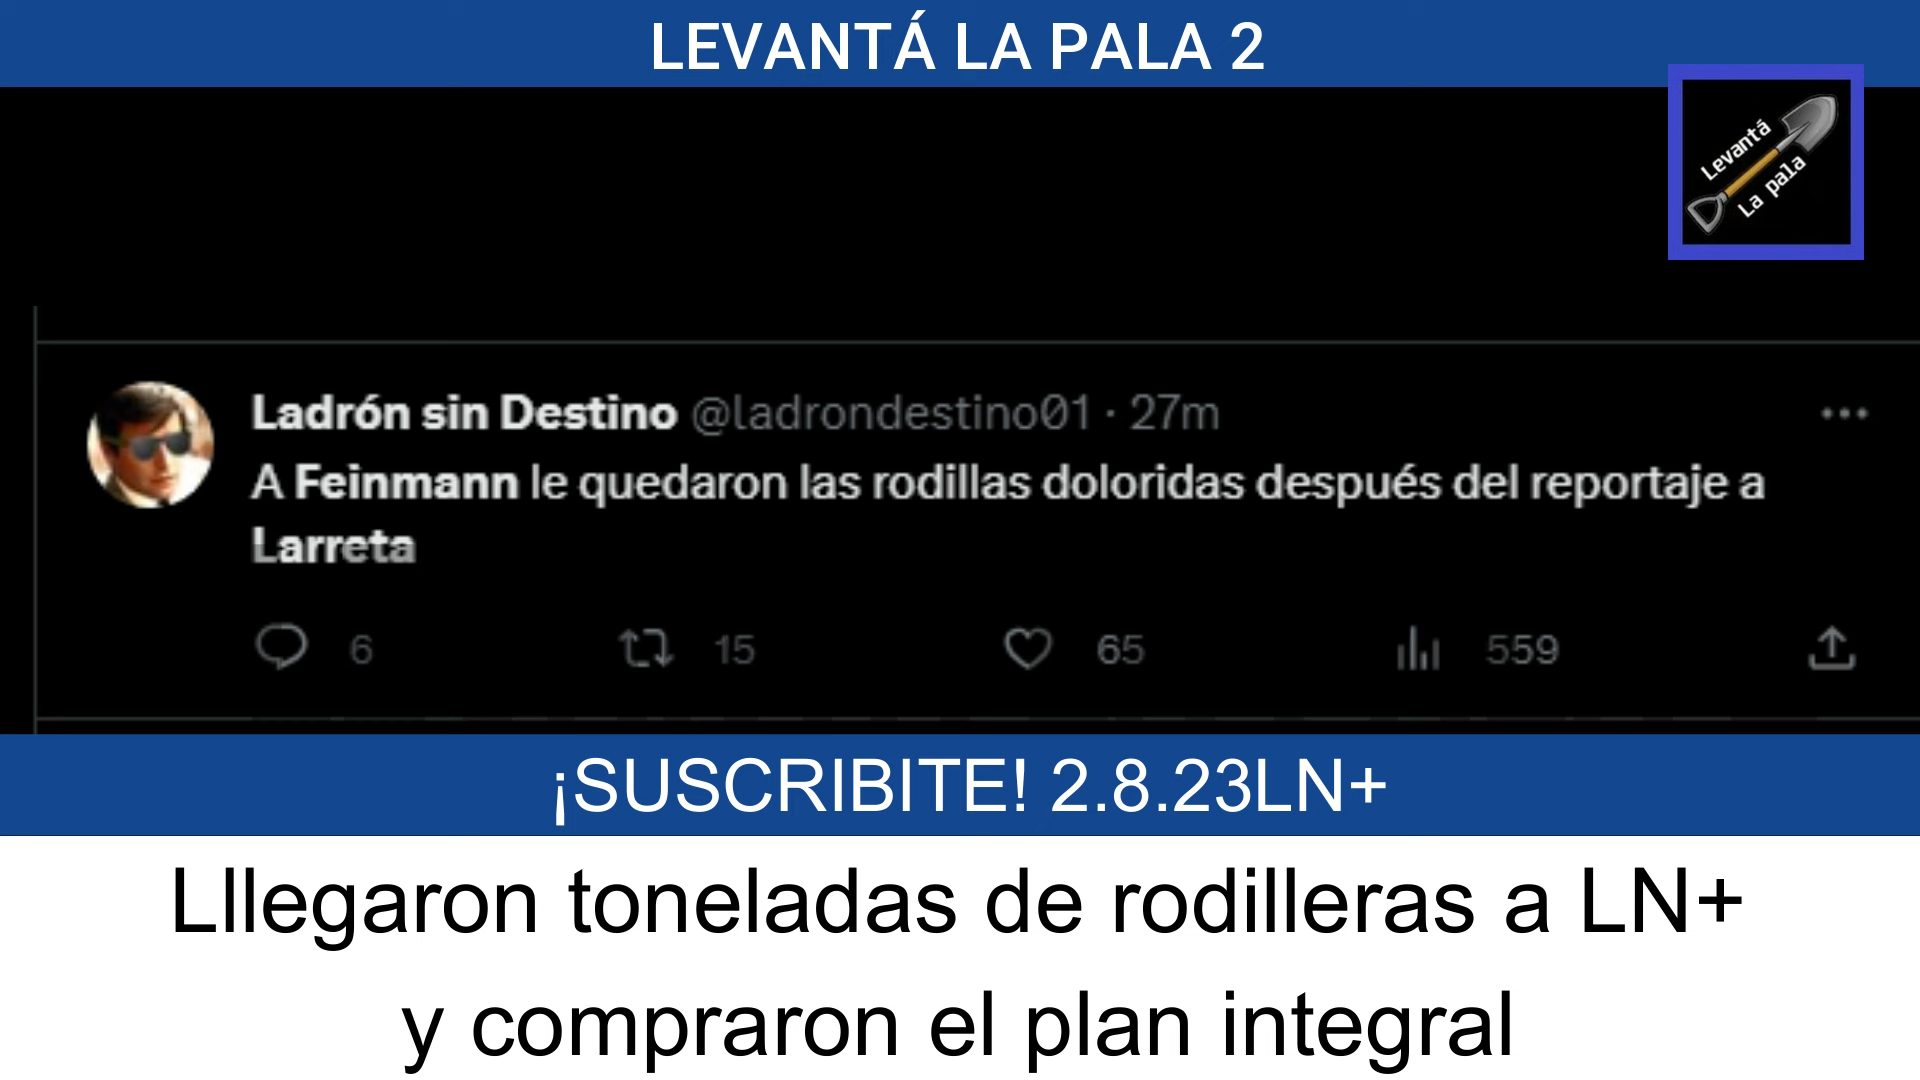 LEVANTÁ LA PALA 2
Levantá
La pala
Ladrón sin Destino @ladrondestino01 · 27m
A Feinmann le quedaron las rodillas doloridas después del reportaje a
Larreta
6 15 65 559
¡SUSCRIBITE! 2.8.23LN+
Lllegaron toneladas de rodilleras a LN+
y compraron el plan integral